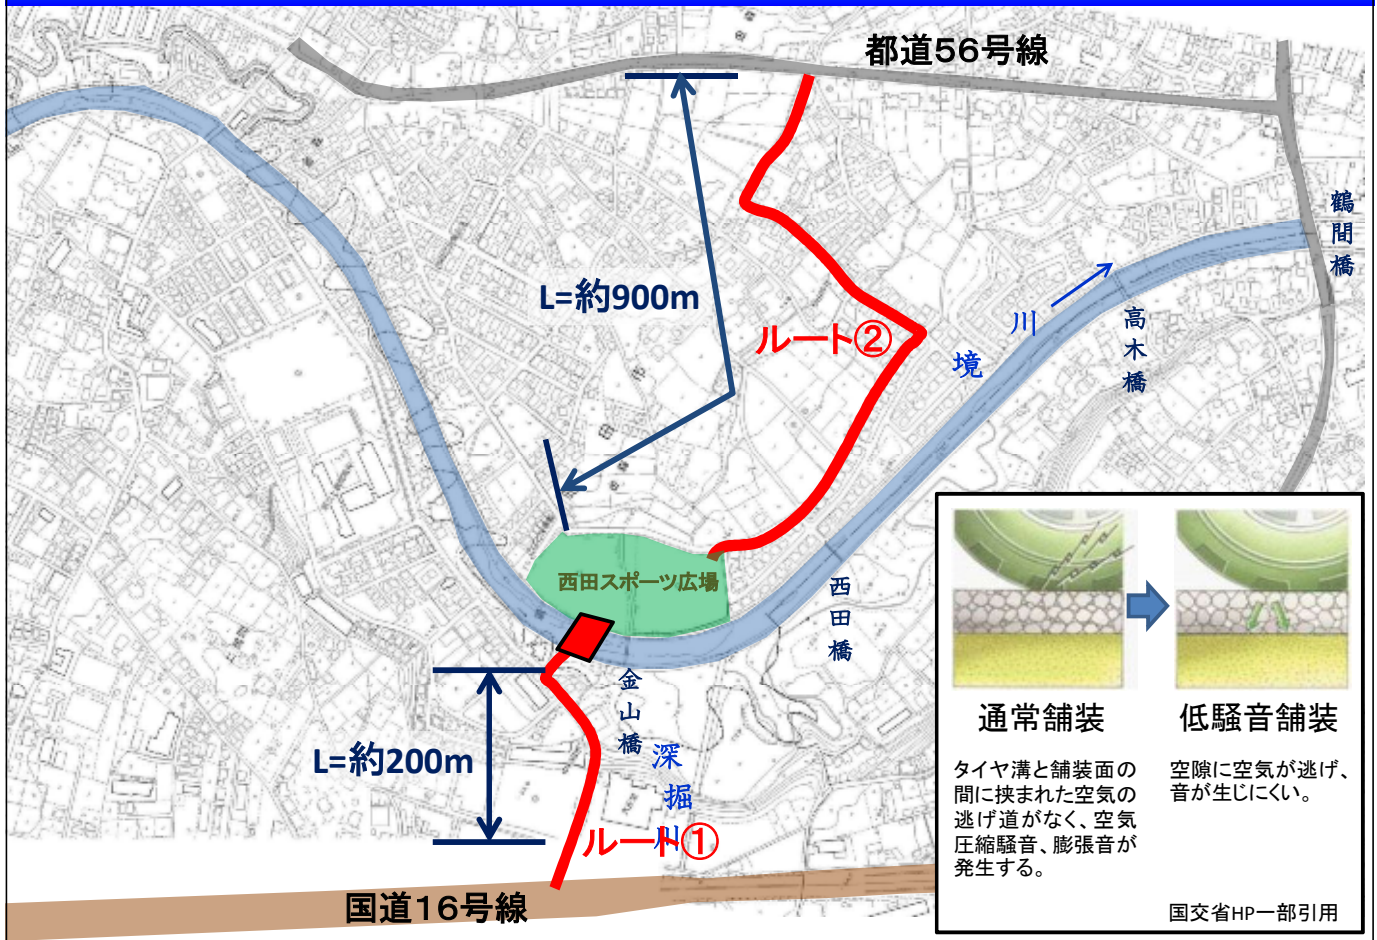 都道56号線
鶴間橋
L=約900m
ルート②
境川
高木橋
西田スポーツ広場
西田橋
金山橋
L=約200m
深堀川
ルート①
国道16号線
通常舗装
タイヤ溝と舗装面の
間に挟まれた空気の
逃げ道がなく、空気
圧縮騒音、膨張音が
発生する。
低騒音舗装
空隙に空気が逃げ、
音が生じにくい。
国交省HP一部引用